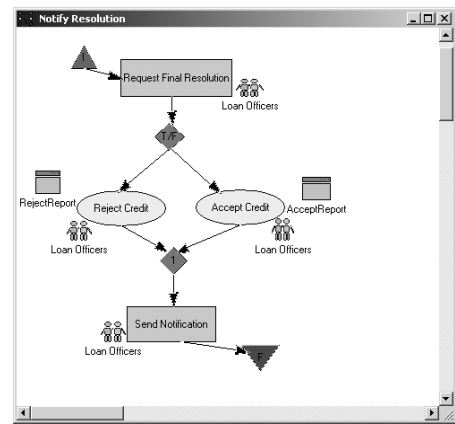 Notify Resolution
I
Request Final Resolution
Loan Officers
T/F
RejectReport
Reject Credit
Accept Credit
AcceptReport
Loan Officers
Loan Officers
1
Send Notification
Loan Officers
F